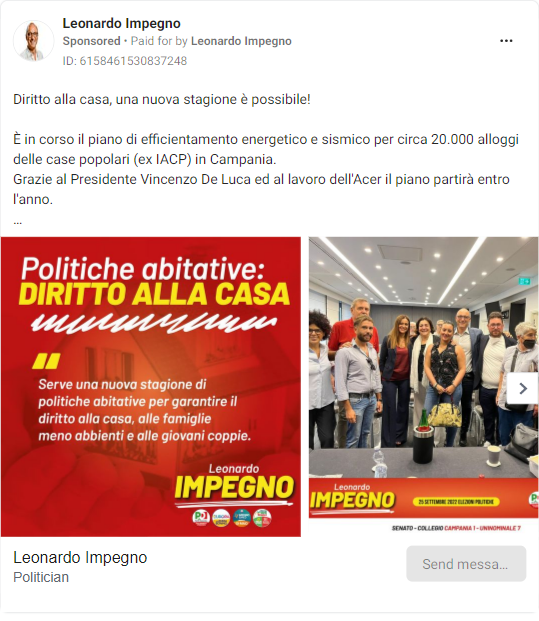 Leonardo Impegno
Sponsored • Paid for by Leonardo Impegno
ID: 6158461530837248
Diritto alla casa, una nuova stagione è possibile!
È in corso il piano di efficientamento energetico e sismico per circa 20.000 alloggi
delle case popolari (ex IACP) in Campania.
Grazie al Presidente Vincenzo De Luca ed al lavoro dell'Acer il piano partirà entro
l'anno.
...
Politiche abitative:
DIRITTO ALLA CASA
Serve una nuova stagione di
politiche abitative per garantire il
diritto alla casa, alle famiglie
meno abbienti e alle giovani coppie.
Leonardo
IMPEGNO
PD
Leonardo
IMPEGNO
25 SETTEMBRE 2022 ELEZIONI POLITICHE
SENATO - COLLEGIO CAMPANIA 1 - UNINOMINALE 7
Leonardo Impegno
Politician
Send messa...